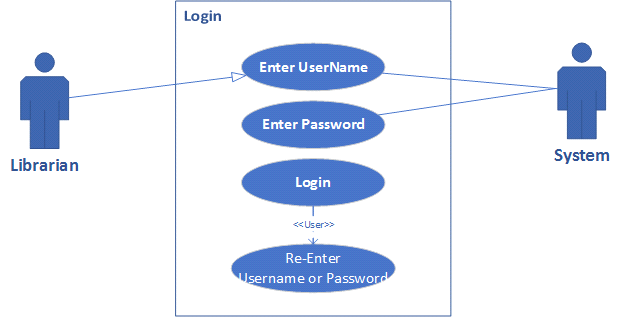 Login
Enter UserName
Enter Password
Librarian
System
Login
<<User>>
Re-Enter
Username or Password